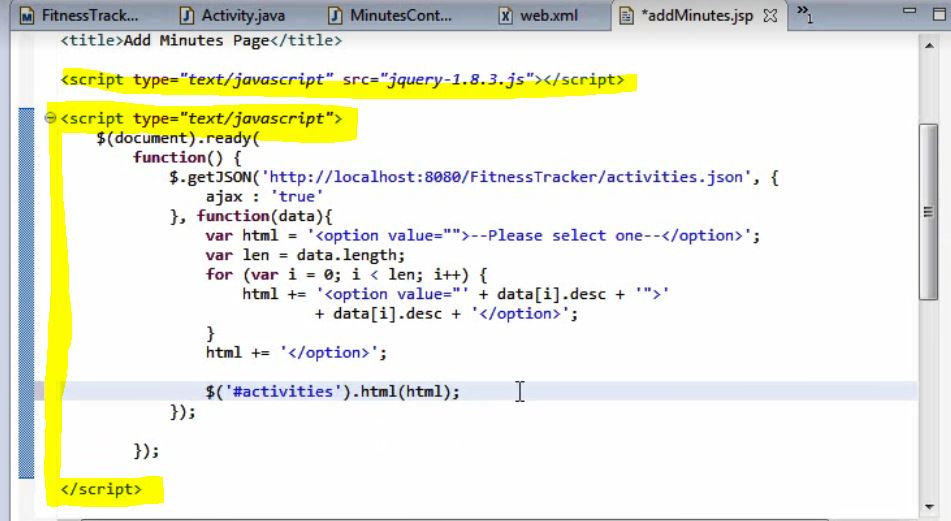 FitnessTrack...
Activity.java
MinutesCont...
web.xml
*addMinutes.jsp
»1
<title>Add Minutes Page</title>
<script type="text/javascript" src="jquery-1.8.3.js"></script>
<script type="text/javascript">
$(document).ready(
function() {
$.getJSON('http://localhost:8080/FitnessTracker/activities.json', {
ajax : 'true'
}, function(data){
var html = '<option value="">--Please select one--</option>';
var len = data.length;
for (var i = 0; i < len; i++) {
html += '<option value="' + data[i].desc + '">'
+ data[i].desc + '</option>';
}
html += '</option>';
$('#activities').html(html);
});
});
</script>